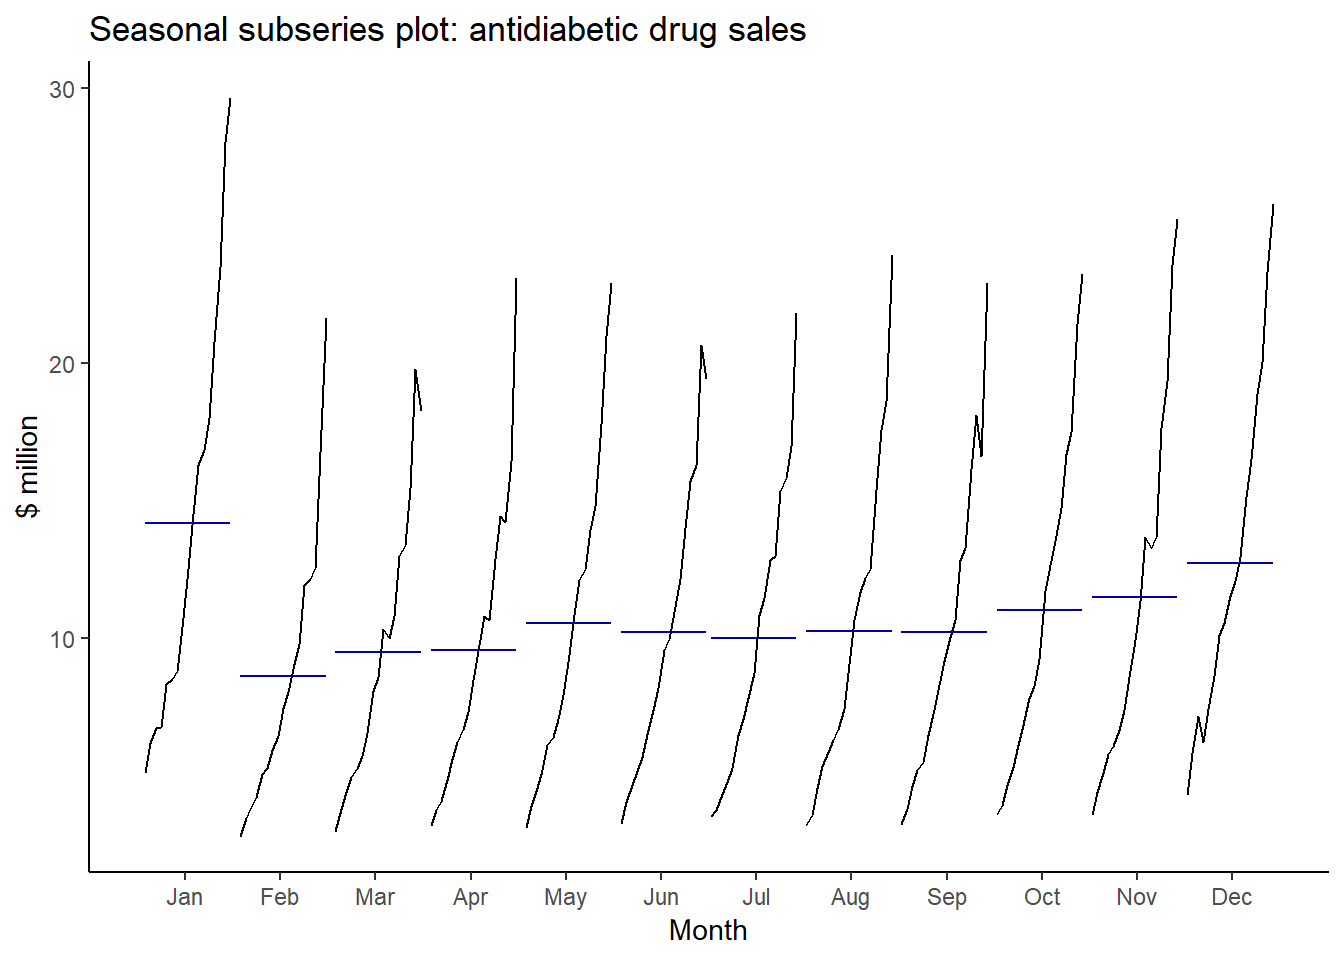 Seasonal subseries plot: antidiabetic drug sales
30
20
10
$ million
Jan Feb Mar Apr May Jun Jul Aug Sep Oct Nov Dec
Month